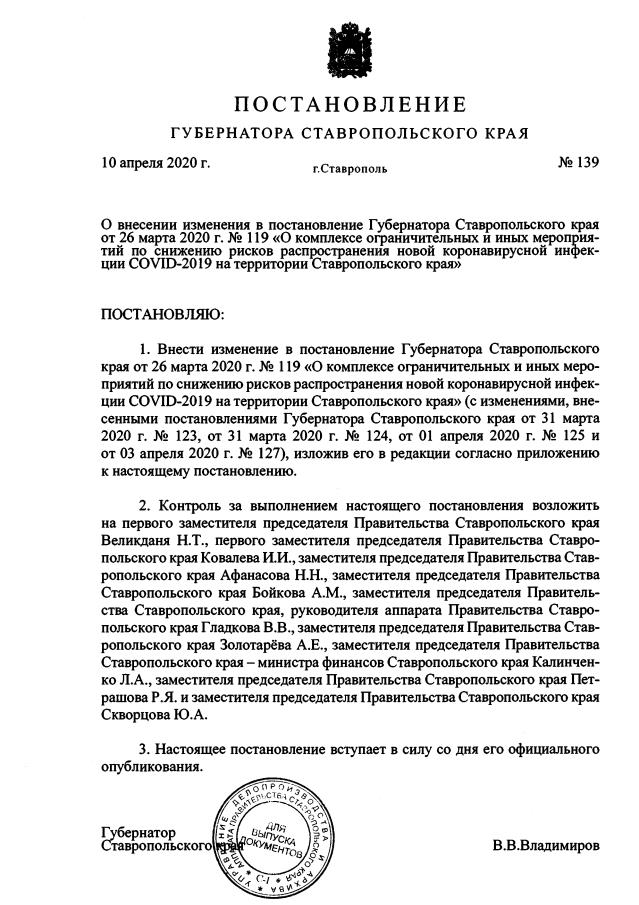 ПОСТАНОВЛЕНИЕ
ГУБЕРНАТОРА СТАВРОПОЛЬСКОГО КРАЯ
10 апреля 2020 г. г.Ставрополь № 139
О внесении изменения в постановление Губернатора Ставропольского края
от 26 марта 2020 г. № 119 «О комплексе ограничительных и иных мероприя-
тий по снижению рисков распространения новой коронавирусной инфек-
ции COVID-2019 на территории Ставропольского края»
ПОСТАНОВЛЯЮ:
1. Внести изменение в постановление Губернатора Ставропольского
края от 26 марта 2020 г. № 119 «О комплексе ограничительных и иных меро-
приятий по снижению рисков распространения новой коронавирусной инфек-
ции COVID-2019 на территории Ставропольского края» (с изменениями, вне-
сенными постановлениями Губернатора Ставропольского края от 31 марта
2020 г. № 123, от 31 марта 2020 г. № 124, от 01 апреля 2020 г. № 125 и
от 03 апреля 2020 г. № 127), изложив его в редакции согласно приложению
к настоящему постановлению.
2. Контроль за выполнением настоящего постановления возложить
на первого заместителя председателя Правительства Ставропольского края
Великданя Н.Т., первого заместителя председателя Правительства Ставро-
польского края Ковалева И.И., заместителя председателя Правительства Став-
ропольского края Афанасова Н.Н., заместителя председателя Правительства
Ставропольского края Бойкова А.М., заместителя председателя Правитель-
ства Ставропольского края, руководителя аппарата Правительства Ставро-
польского края Гладкова В.В., заместителя председателя Правительства Став-
ропольского края Золотарёва А.Е., заместителя председателя Правительства
Ставропольского края – министра финансов Ставропольского края Калинчен-
ко Л.А., заместителя председателя Правительства Ставропольского края Пет-
рашова Р.Я. и заместителя председателя Правительства Ставропольского края
Скворцова Ю.А.
3. Настоящее постановление вступает в силу со дня его официального
опубликования.
Губернатор
Ставропольского края В.В.Владимиров
УПРАВЛЕНИЕ ДЕЛОПРОИЗВОДСТВА И АРХИВА
АППАРАТА ПРАВИТЕЛЬСТВА СТАВРОПОЛЬСКОГО КРАЯ
ДЛЯ
ВЫПУСКА
ДОКУМЕНТОВ
С-1